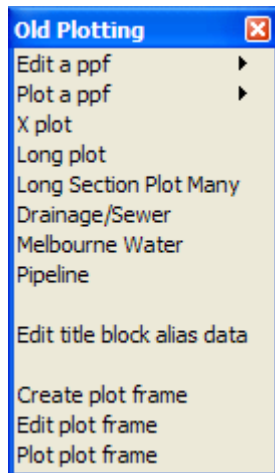 Old Plotting
Edit a ppf
Plot a ppf
X plot
Long plot
Long Section Plot Many
Drainage/Sewer
Melbourne Water
Pipeline
Edit title block alias data
Create plot frame
Edit plot frame
Plot plot frame